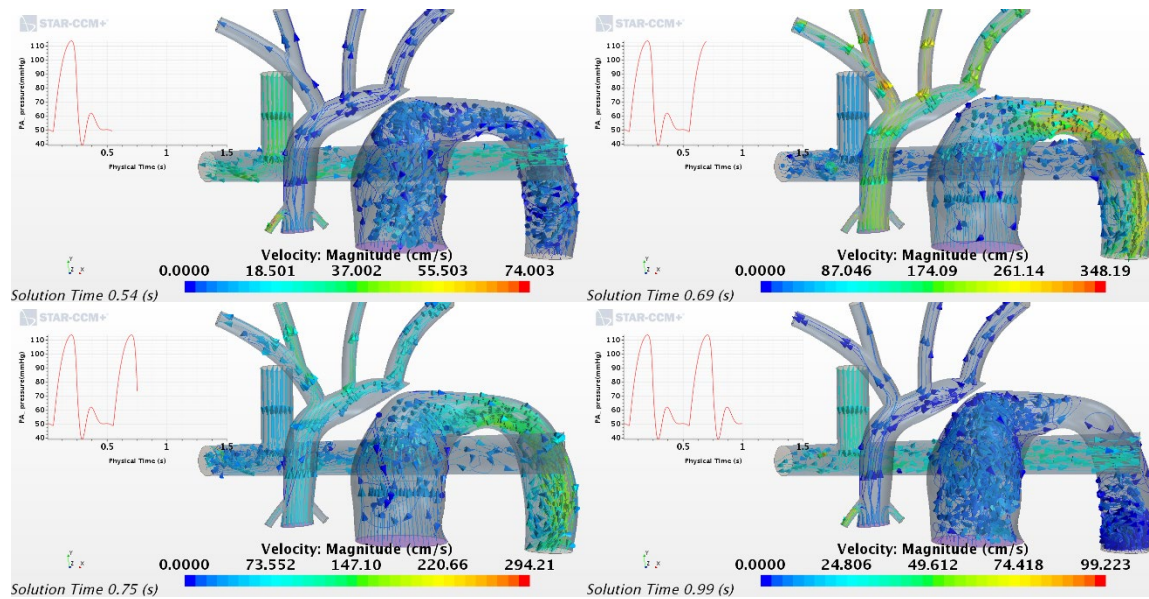 STAR-CCM+
P.A. pressure(mmHg)
110
100
90
80
70
60
50
40
0.5
1
1.5
Physical Time (s)
Velocity: Magnitude (cm/s)
0.0000 18.501 37.002 55.503 74.003
Solution Time 0.54 (s)
STAR-CCM+
P.A. pressure(mmHg)
110
100
90
80
70
60
50
40
0.5
1
1.5
Physical Time (s)
Velocity: Magnitude (cm/s)
0.0000 87.046 174.09 261.14 348.19
Solution Time 0.69 (s)
STAR-CCM+
P.A. pressure(mmHg)
110
100
90
80
70
60
50
40
0.5
1
1.5
Physical Time (s)
Velocity: Magnitude (cm/s)
0.0000 73.552 147.10 220.66 294.21
Solution Time 0.75 (s)
STAR-CCM+
P.A. pressure(mmHg)
110
100
90
80
70
60
50
40
0.5
1
1.5
Physical Time (s)
Velocity: Magnitude (cm/s)
0.0000 24.806 49.612 74.418 99.223
Solution Time 0.99 (s)